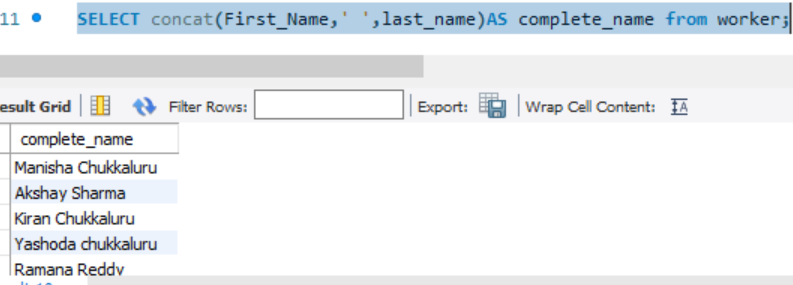 11 SELECT concat(First_Name,' ',last_name)AS complete_name from worker;
esult Grid Filter Rows: Export: Wrap Cell Content: IA
complete_name
Manisha Chukkaluru
Akshay Sharma
Kiran Chukkaluru
Yashoda chukkaluru
Ramana Reddy